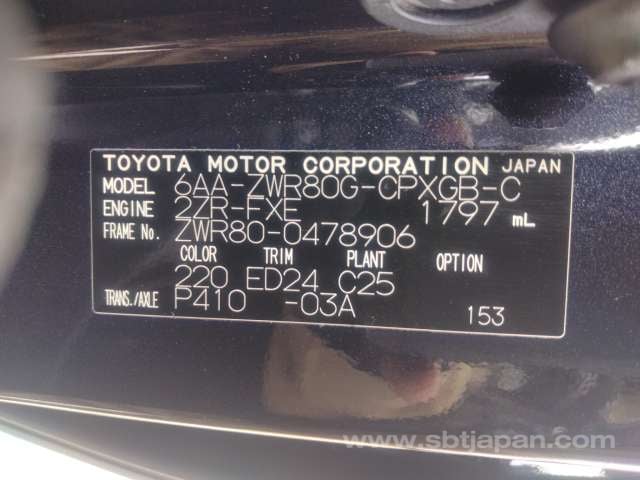 TOYOTA MOTOR CORPORATION JAPAN
MODEL 6AA-ZWR80G-CPXGB-C
ENGINE 2ZR-FXE 1797 mL
FRAME No. ZWR80-0478906
COLOR TRIM PLANT OPTION
220 ED24 C25
TRANS./AXLE P410 -03A
153
www.sbtjapan.com